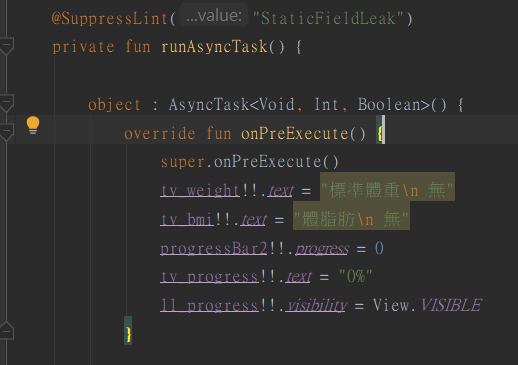 @SuppressLint( ...value: "StaticFieldLeak")
private fun runAsyncTask() {
object : AsyncTask<Void, Int, Boolean>() {
override fun onPreExecute() {
super.onPreExecute()
tv_weight!!.text = "標準體重\n 無"
tv_bmi!!.text = "體脂肪\n 無"
progressBar2!!.progress = 0
tv_progress!!.text = "0%"
ll_progress!!.visibility = View.VISIBLE
}